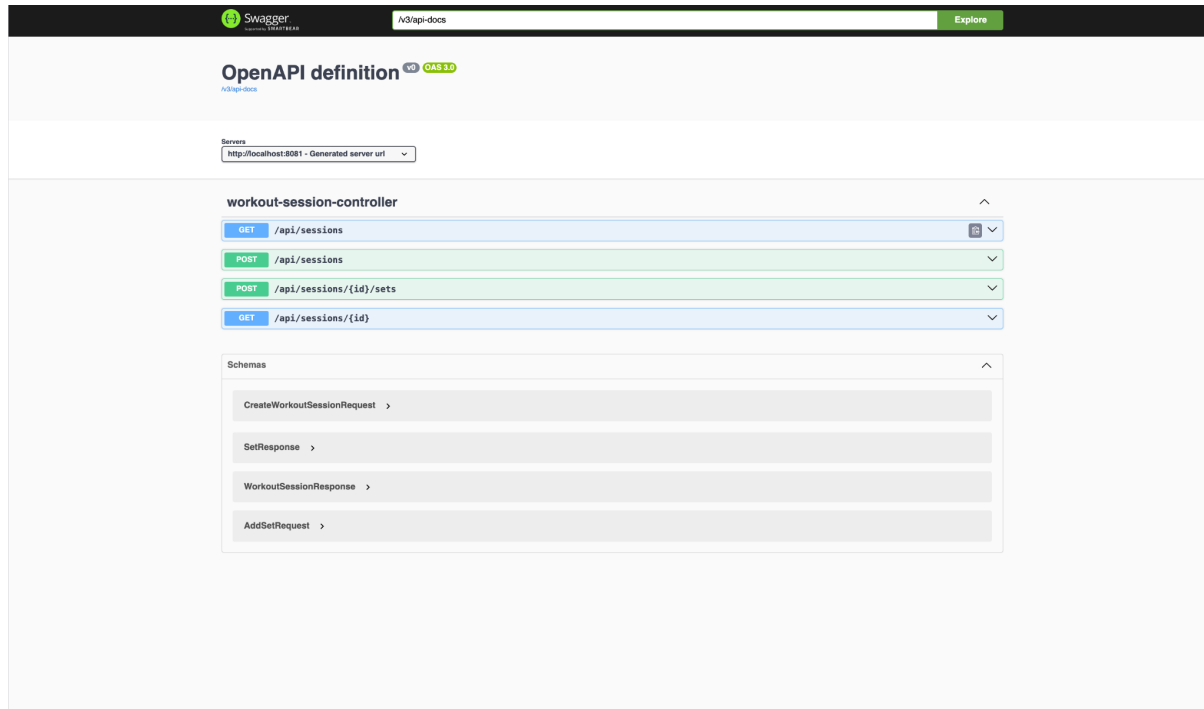 Swagger
Supported by SMARTBEAR
/v3/api-docs
Explore
OpenAPI definition v0 OAS 3.0
/v3/api-docs
Servers
http://localhost:8081 - Generated server url
workout-session-controller
GET /api/sessions
POST /api/sessions
POST /api/sessions/{id}/sets
GET /api/sessions/{id}
Schemas
CreateWorkoutSessionRequest
SetResponse
WorkoutSessionResponse
AddSetRequest